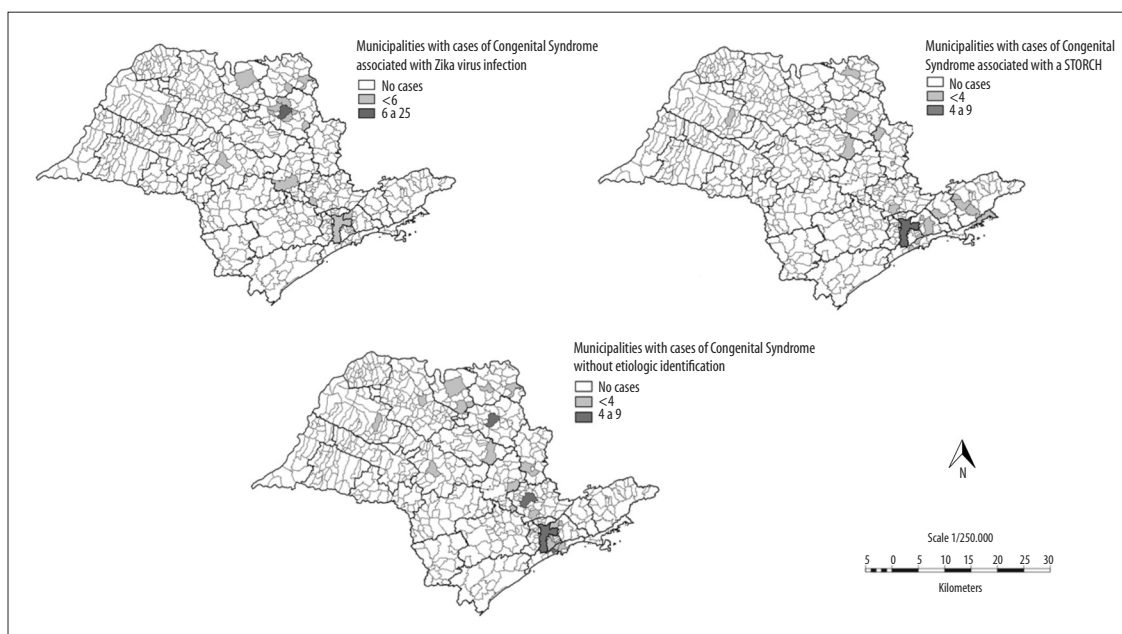 Municipalities with cases of Congenital Syndrome
associated with Zika virus infection
No cases
<6
6 a 25
Municipalities with cases of Congenital
Syndrome associated with a STORCH
No cases
<4
4 a 9
Municipalities with cases of Congenital Syndrome
without etiologic identification
No cases
<4
4 a 9
N
Scale 1/250.000
5 0 5 10 15 20 25 30
Kilometers